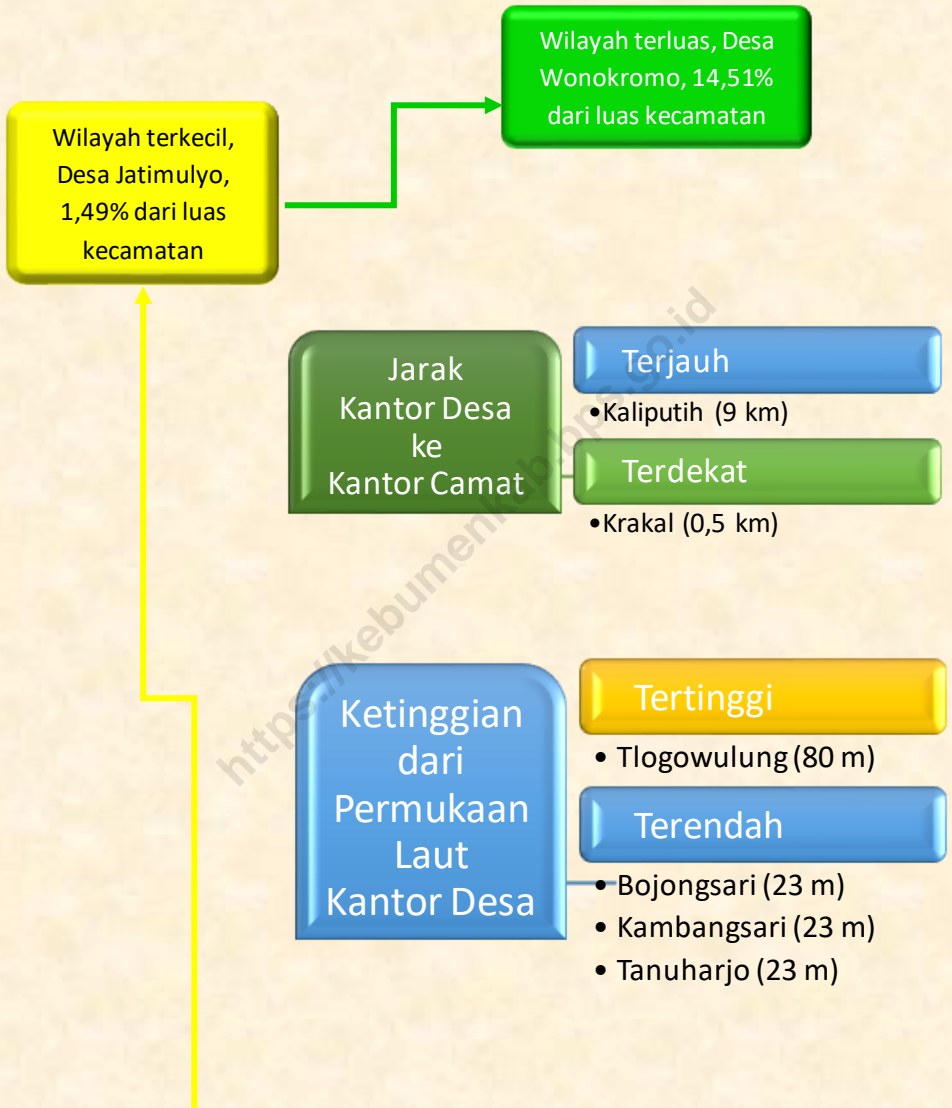 Wilayah terluas, Desa
Wonokromo, 14,51%
dari luas kecamatan
Wilayah terkecil,
Desa Jatimulyo,
1,49% dari luas
kecamatan
Jarak
Kantor Desa
ke
Kantor Camat
Terjauh
•Kaliputih (9 km)
Terdekat
•Krakal (0,5 km)
Ketinggian
dari
Permukaan
Laut
Kantor Desa
Tertinggi
• Tlogowulung (80 m)
Terendah
• Bojongsari (23 m)
• Kambangsari (23 m)
• Tanuharjo (23 m)
https://kebumenkab.bps.go.id